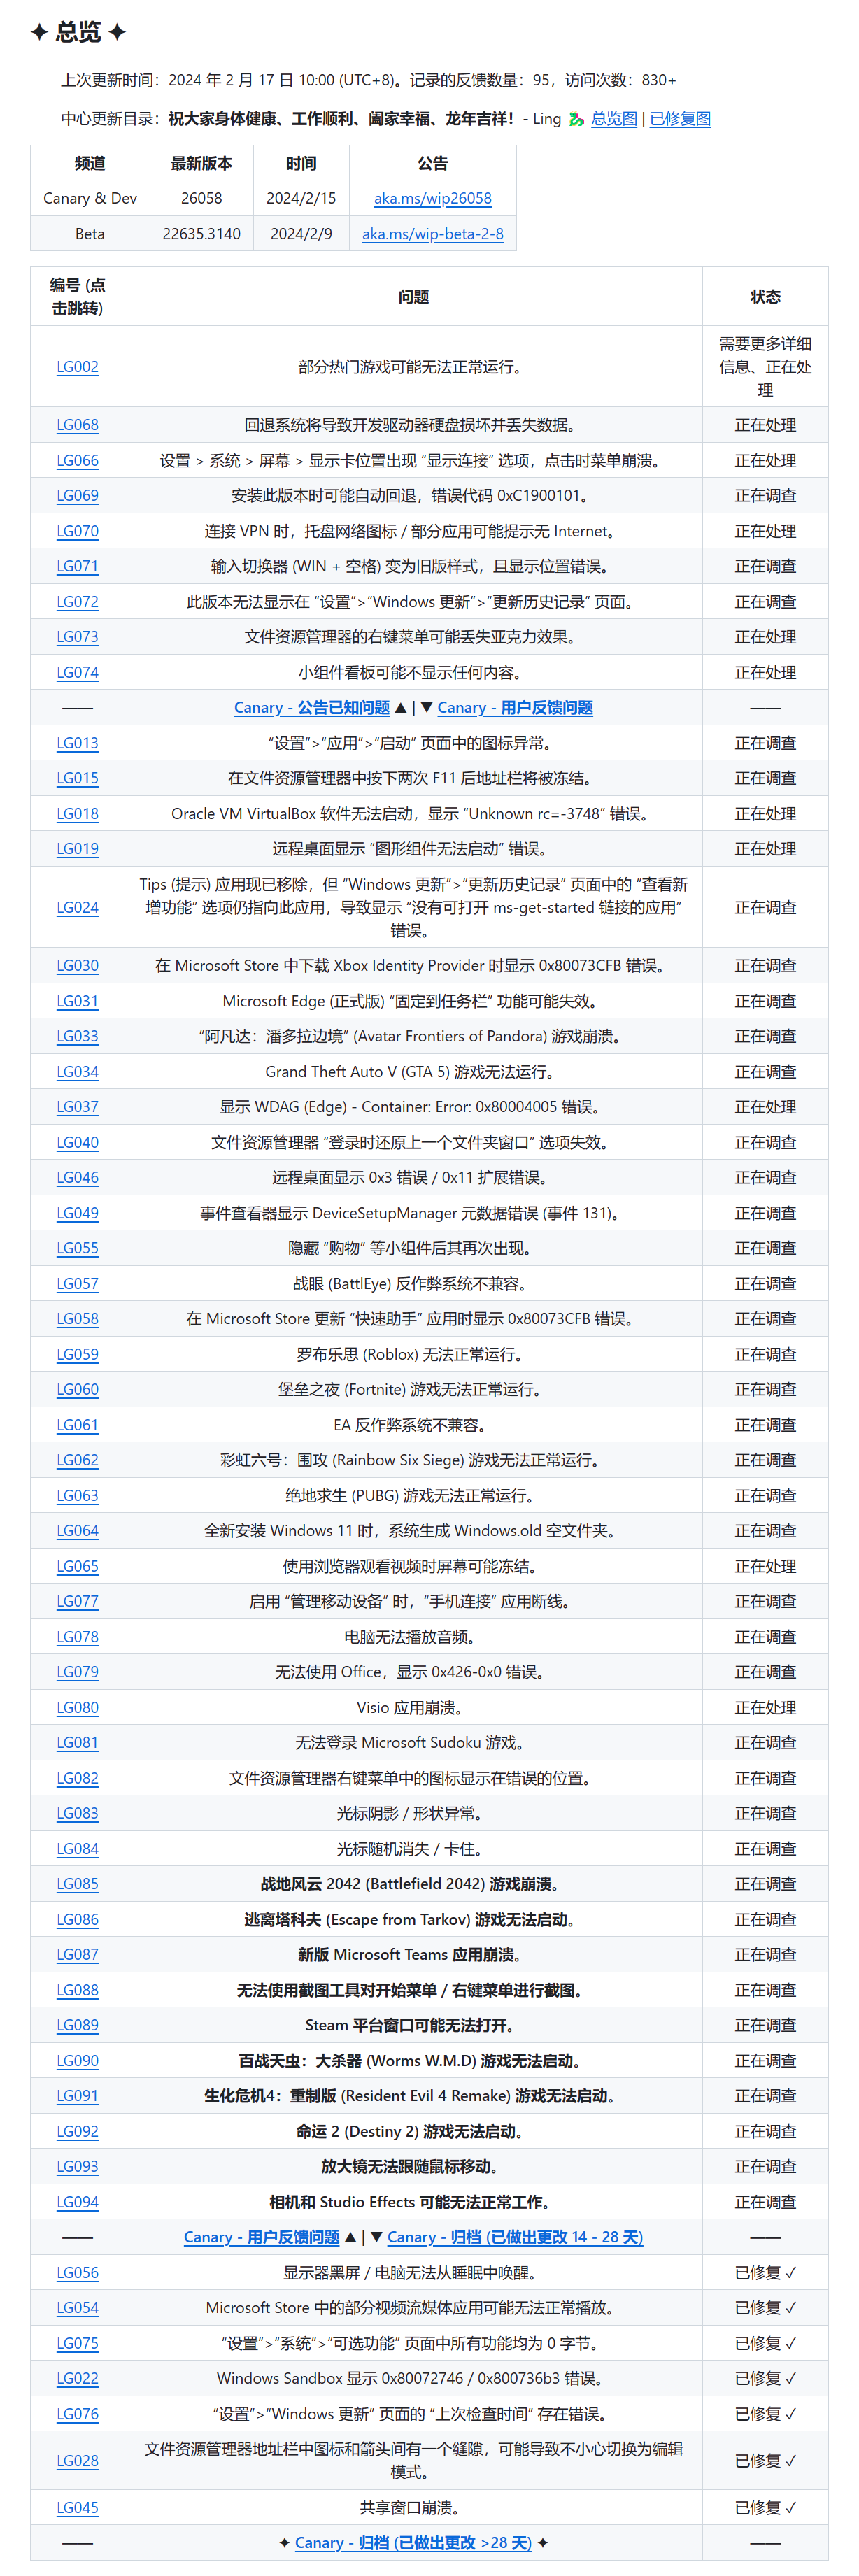 ✦ 总览 ✦
上次更新时间：2024 年 2 月 17 日 10:00 (UTC+8)。记录的反馈数量：95，访问次数：830+
中心更新目录：祝大家身体健康、工作顺利、阖家幸福、龙年吉祥！- Ling 🐉 总览图 | 已修复图
频道 最新版本 时间 公告
Canary & Dev 26058 2024/2/15 aka.ms/wip26058
Beta 22635.3140 2024/2/9 aka.ms/wip-beta-2-8
编号 (点
击跳转) 问题 状态
LG002 部分热门游戏可能无法正常运行。 需要更多详细
信息、正在处
理
LG068 回退系统将导致开发驱动器硬盘损坏并丢失数据。 正在处理
LG066 设置 > 系统 > 屏幕 > 显示卡位置出现 “显示连接” 选项，点击时菜单崩溃。 正在处理
LG069 安装此版本时可能自动回退，错误代码 0xC1900101。 正在调查
LG070 连接 VPN 时，托盘网络图标 / 部分应用可能提示无 Internet。 正在处理
LG071 输入切换器 (WIN + 空格) 变为旧版样式，且显示位置错误。 正在调查
LG072 此版本无法显示在 “设置”>“Windows 更新”>“更新历史记录” 页面。 正在调查
LG073 文件资源管理器的右键菜单可能丢失亚克力效果。 正在处理
LG074 小组件看板可能不显示任何内容。 正在处理
—— Canary - 公告已知问题 ▲ | ▼ Canary - 用户反馈问题 ——
LG013 “设置”>“应用”>“启动” 页面中的图标异常。 正在调查
LG015 在文件资源管理器中按下两次 F11 后地址栏将被冻结。 正在调查
LG018 Oracle VM VirtualBox 软件无法启动，显示 “Unknown rc=-3748” 错误。 正在处理
LG019 远程桌面显示 “图形组件无法启动” 错误。 正在处理
LG024 Tips (提示) 应用现已移除，但 “Windows 更新”>“更新历史记录” 页面中的 “查看新
增功能” 选项仍指向此应用，导致显示 “没有可打开 ms-get-started 链接的应用”
错误。 正在调查
LG030 在 Microsoft Store 中下载 Xbox Identity Provider 时显示 0x80073CFB 错误。 正在调查
LG031 Microsoft Edge (正式版) “固定到任务栏” 功能可能失效。 正在调查
LG033 “阿凡达：潘多拉边境” (Avatar Frontiers of Pandora) 游戏崩溃。 正在调查
LG034 Grand Theft Auto V (GTA 5) 游戏无法运行。 正在调查
LG037 显示 WDAG (Edge) - Container: Error: 0x80004005 错误。 正在处理
LG040 文件资源管理器 “登录时还原上一个文件夹窗口” 选项失效。 正在调查
LG046 远程桌面显示 0x3 错误 / 0x11 扩展错误。 正在调查
LG049 事件查看器显示 DeviceSetupManager 元数据错误 (事件 131)。 正在调查
LG055 隐藏 “购物” 等小组件后其再次出现。 正在调查
LG057 战眼 (BattlEye) 反作弊系统不兼容。 正在调查
LG058 在 Microsoft Store 更新 “快速助手” 应用时显示 0x80073CFB 错误。 正在调查
LG059 罗布乐思 (Roblox) 无法正常运行。 正在调查
LG060 堡垒之夜 (Fortnite) 游戏无法正常运行。 正在调查
LG061 EA 反作弊系统不兼容。 正在调查
LG062 彩虹六号：围攻 (Rainbow Six Siege) 游戏无法正常运行。 正在调查
LG063 绝地求生 (PUBG) 游戏无法正常运行。 正在调查
LG064 全新安装 Windows 11 时，系统生成 Windows.old 空文件夹。 正在调查
LG065 使用浏览器观看视频时屏幕可能冻结。 正在处理
LG077 启用 “管理移动设备” 时，“手机连接” 应用断线。 正在调查
LG078 电脑无法播放音频。 正在调查
LG079 无法使用 Office，显示 0x426-0x0 错误。 正在调查
LG080 Visio 应用崩溃。 正在处理
LG081 无法登录 Microsoft Sudoku 游戏。 正在调查
LG082 文件资源管理器右键菜单中的图标显示在错误的位置。 正在调查
LG083 光标阴影 / 形状异常。 正在调查
LG084 光标随机消失 / 卡住。 正在调查
LG085 战地风云 2042 (Battlefield 2042) 游戏崩溃。 正在调查
LG086 逃离塔科夫 (Escape from Tarkov) 游戏无法启动。 正在调查
LG087 新版 Microsoft Teams 应用崩溃。 正在调查
LG088 无法使用截图工具对开始菜单 / 右键菜单进行截图。 正在调查
LG089 Steam 平台窗口可能无法打开。 正在调查
LG090 百战天虫：大杀器 (Worms W.M.D) 游戏无法启动。 正在调查
LG091 生化危机4：重制版 (Resident Evil 4 Remake) 游戏无法启动。 正在调查
LG092 命运 2 (Destiny 2) 游戏无法启动。 正在调查
LG093 放大镜无法跟随鼠标移动。 正在调查
LG094 相机和 Studio Effects 可能无法正常工作。 正在调查
—— Canary - 用户反馈问题 ▲ | ▼ Canary - 归档 (已做出更改 14 - 28 天) ——
LG056 显示器黑屏 / 电脑无法从睡眠中唤醒。 已修复 ✓
LG054 Microsoft Store 中的部分视频流媒体应用可能无法正常播放。 已修复 ✓
LG075 “设置”>“系统”>“可选功能” 页面中所有功能均为 0 字节。 已修复 ✓
LG022 Windows Sandbox 显示 0x80072746 / 0x800736b3 错误。 已修复 ✓
LG076 “设置”>“Windows 更新” 页面的 “上次检查时间” 存在错误。 已修复 ✓
LG028 文件资源管理器地址栏中图标和箭头间有一个缝隙，可能导致不小心切换为编辑
模式。 已修复 ✓
LG045 共享窗口崩溃。 已修复 ✓
—— ✦ Canary - 归档 (已做出更改 >28 天) ✦ ——